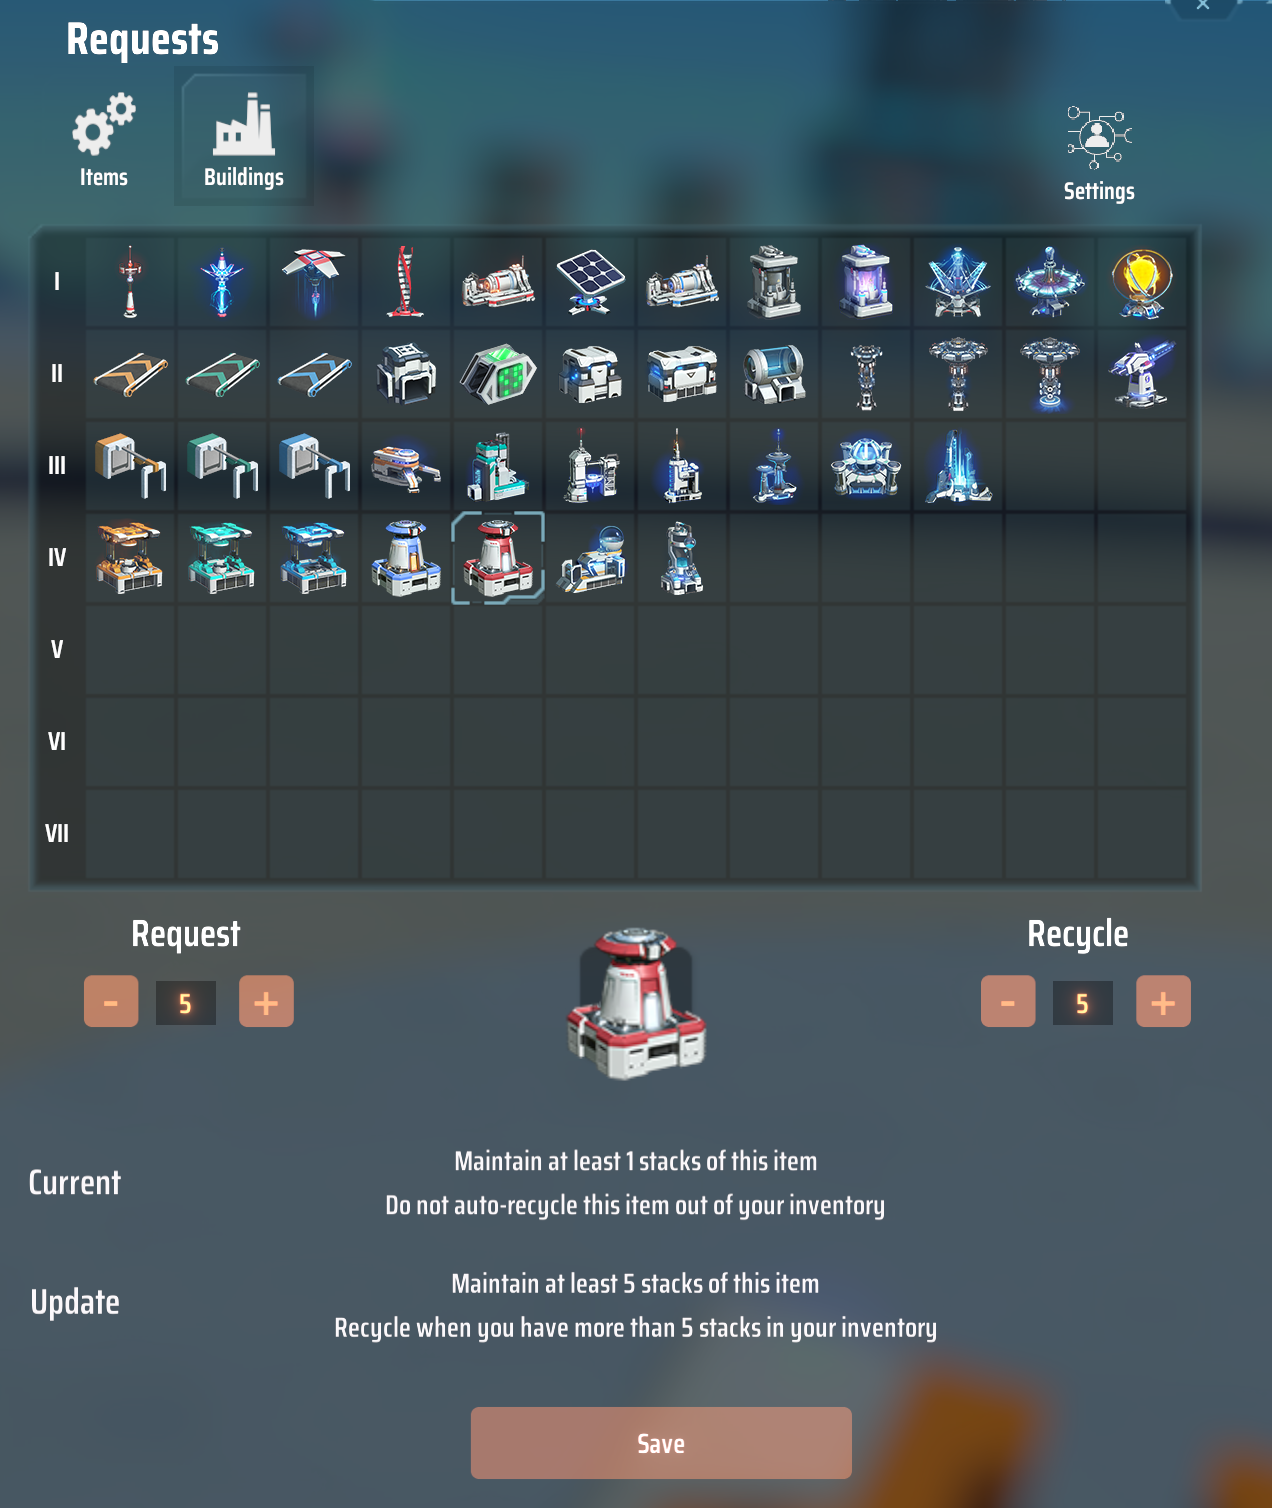 Requests
Items
Buildings
Settings
I
II
III
IV
V
VI
VII
Request
Recycle
- 5 +
- 5 +
Current
Maintain at least 1 stacks of this item
Do not auto-recycle this item out of your inventory
Update
Maintain at least 5 stacks of this item
Recycle when you have more than 5 stacks in your inventory
Save